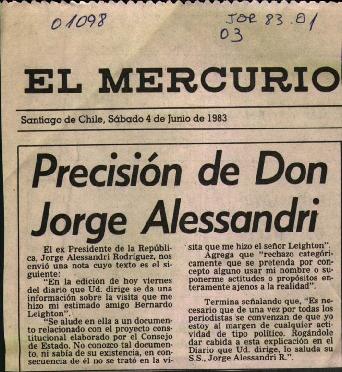 01098
JOR 83.01
03
EL MERCURIO
Santiago de Chile, Sábado 4 de Junio de 1983
Precisión de Don
Jorge Alessandri
El ex Presidente de la Repúbli-
ca, Jorge Alessandri Rodríguez, nos
envió una nota cuyo texto es el si-
guiente:
"En la edición de hoy viernes
del diario que Ud. dirige se da una
información sobre la visita que me
hizo mi estimado amigo Bernardo
Leighton".
"Se alude en ella a un documento
relacionado con el proyecto cons-
titucional elaborado por el Consejo
de Estado. No conozco tal documen-
to, ni sabía de su existencia, en con-
secuencia de él no se trató en la vi-
sita que me hizo el señor Leighton".
Agrega que "rechazo categóri-
camente que se pretenda por con-
cepto alguno usar mi nombre o su-
ponerme actitudes o propósitos en-
teramente ajenos a la realidad".
Termina señalando que, "Es ne-
cesario que de una vez por todas los
periodistas se convenzan de que yo
estoy al margen de cualquier activi-
dad de tipo político. Rogándole
dar cabida a esta explicación en el
Diario que Ud. dirige, lo saluda su
S.S., Jorge Alessandri R.".